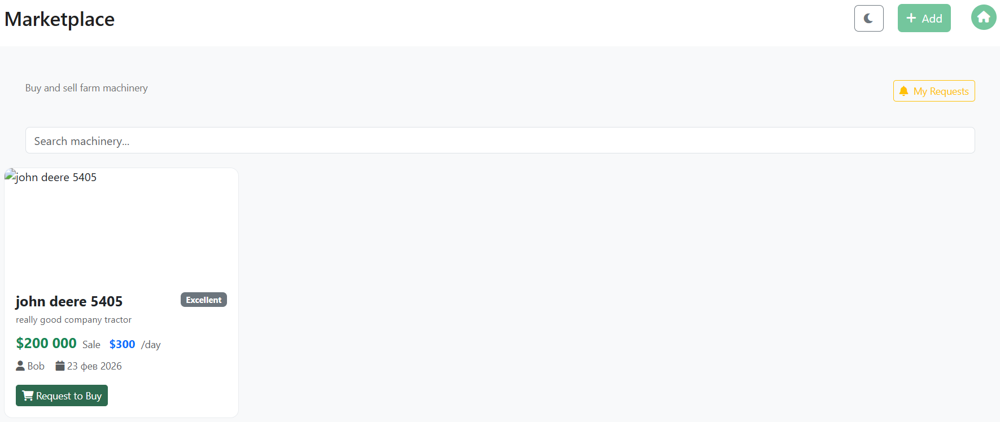 Marketplace
Add
Buy and sell farm machinery
My Requests
Search machinery...
john deere 5405
john deere 5405
Excellent
really good company tractor
$200 000 Sale $300 /day
Bob 23 фев 2026
Request to Buy